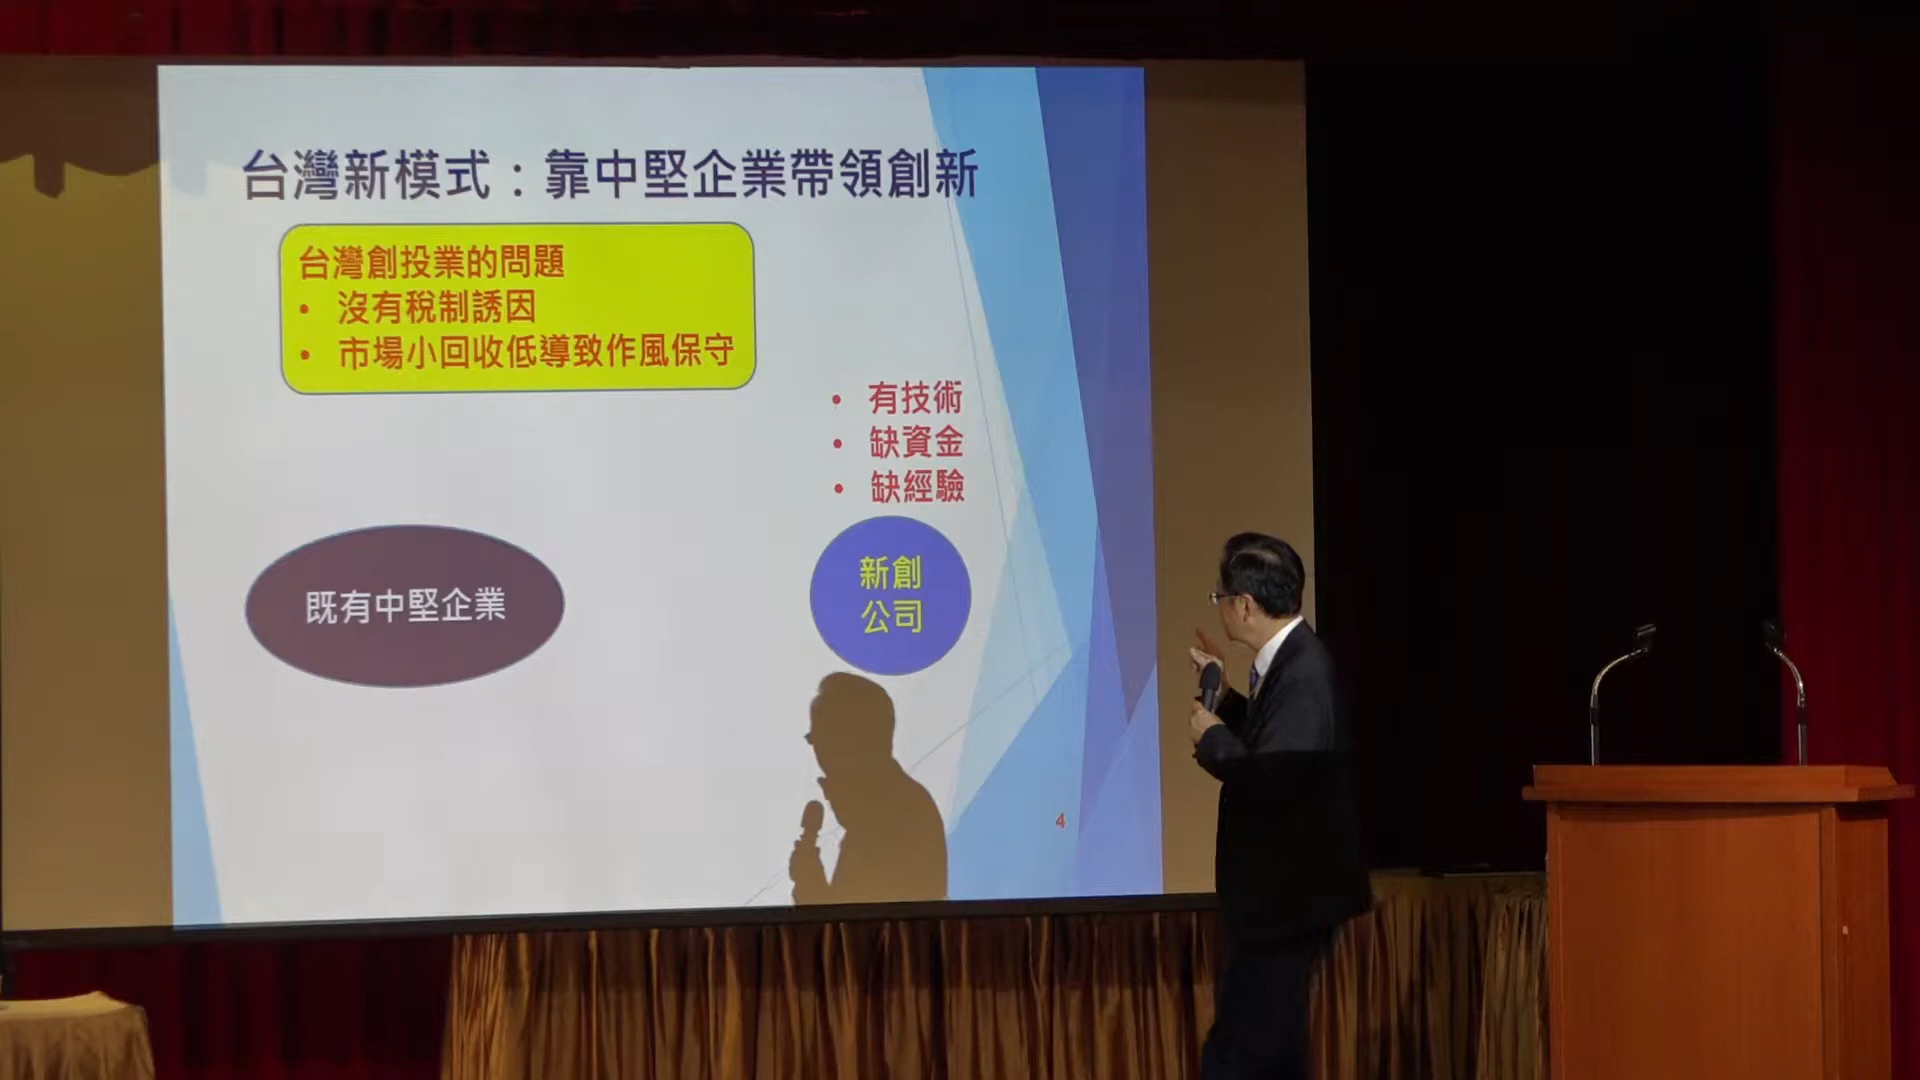 台灣新模式：靠中堅企業帶領創新
台灣創投業的問題
• 沒有稅制誘因
• 市場小回收低導致作風保守
• 有技術
• 缺資金
• 缺經驗
既有中堅企業
新創
公司
4